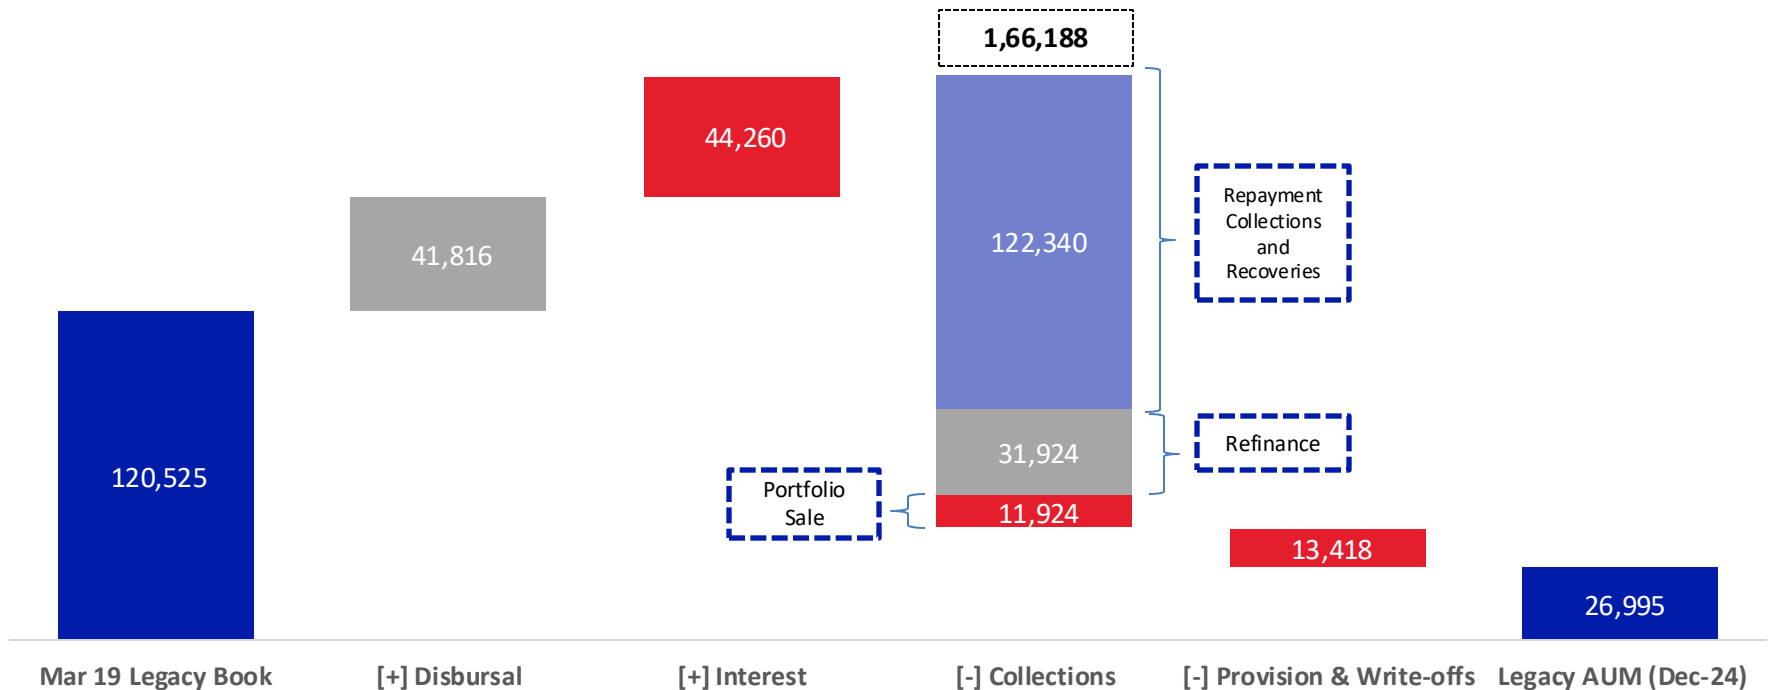 1,66,188
44,260
41,816
122,340
Repayment
Collections
and
Recoveries
120,525
31,924
Refinance
Portfolio
Sale
11,924
13,418
26,995
Mar 19 Legacy Book
[+] Disbursal
[+] Interest
[-] Collections
[-] Provision & Write-offs
Legacy AUM (Dec-24)